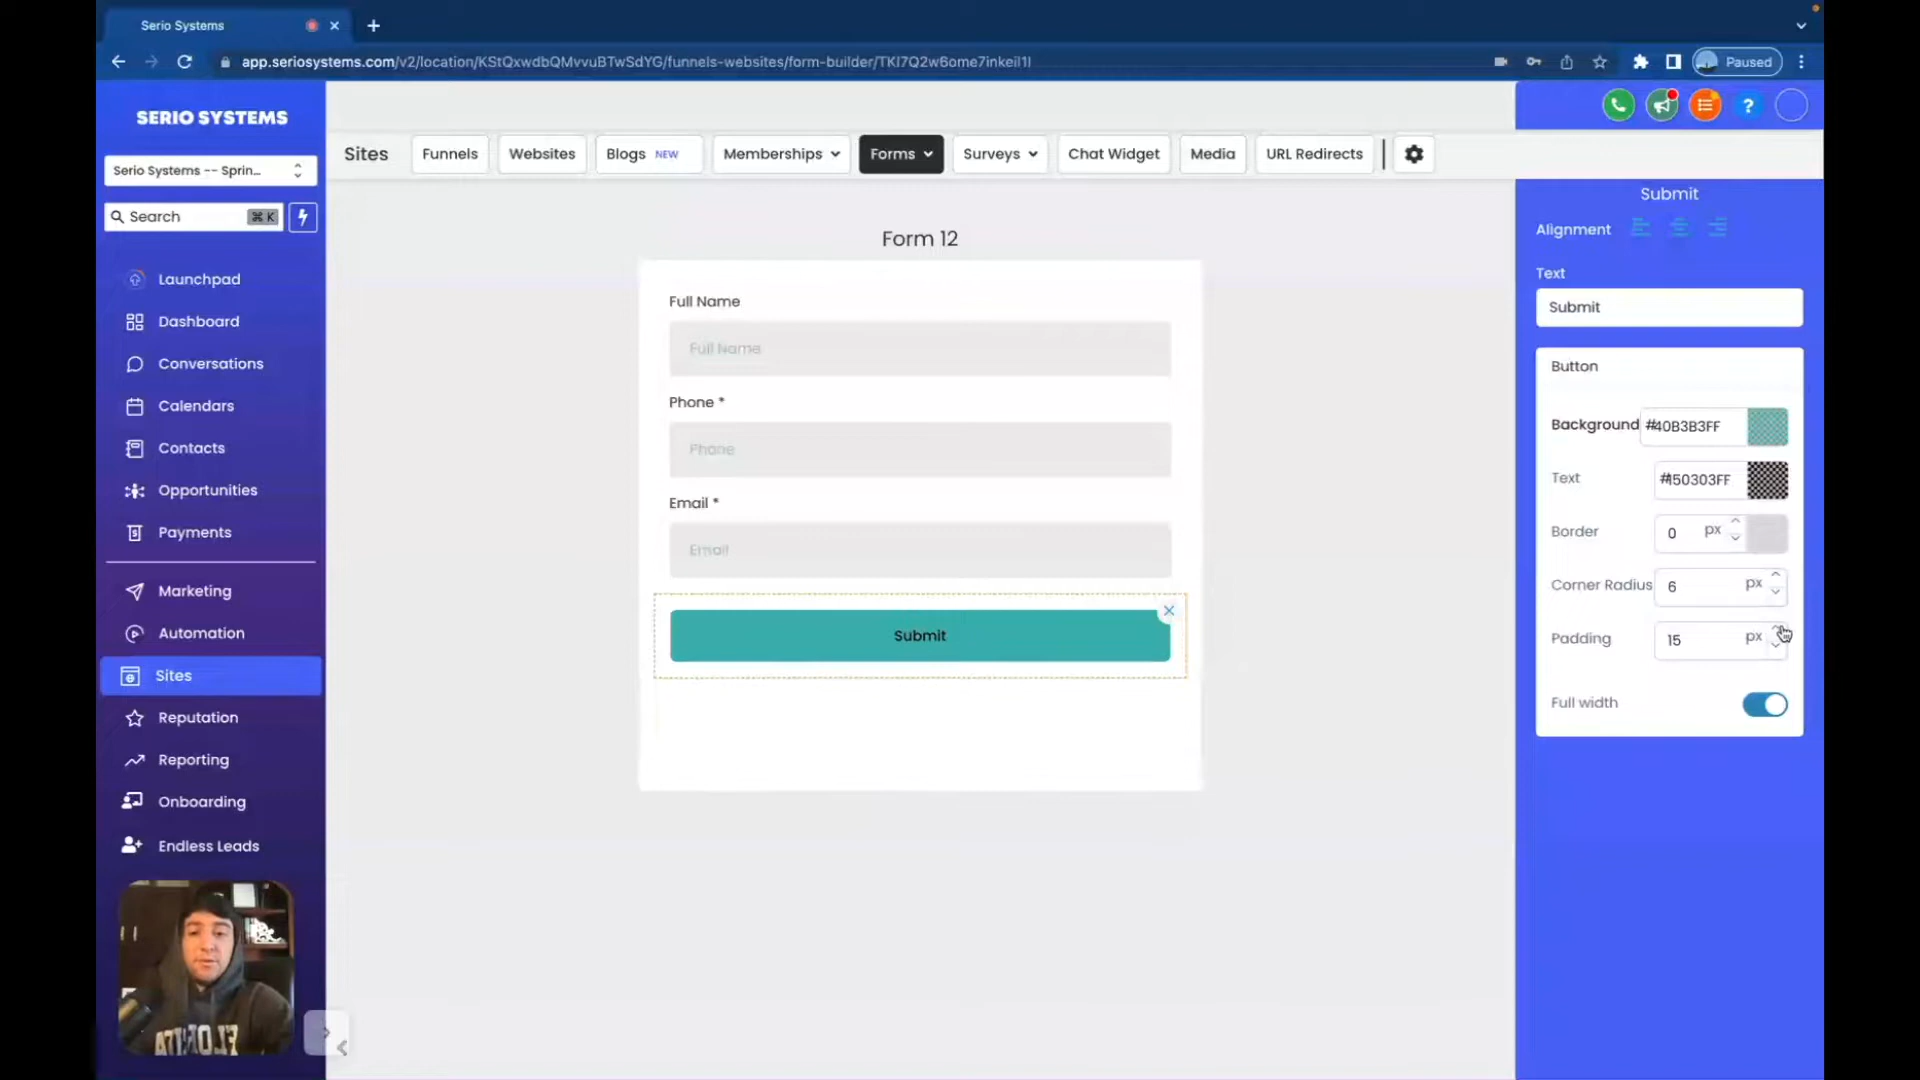 Serio Systems
app.seriosystems.com/v2/location/KStQxwdbQMvvuBTwSdYG/funnels-websites/form-builder/TKI7Q2w6ome7inkeil1l
Paused
SERIO SYSTEMS
Serio Systems -- Sprin...
Search
⌘ K
Launchpad
Dashboard
Conversations
Calendars
Contacts
Opportunities
Payments
Marketing
Automation
Sites
Reputation
Reporting
Onboarding
Endless Leads
Sites
Funnels
Websites
Blogs NEW
Memberships
Forms
Surveys
Chat Widget
Media
URL Redirects
Form 12
Full Name
Full Name
Phone *
Phone
Email *
Email
Submit
Submit
Alignment
Text
Submit
Button
Background #40B3B3FF
Text #150303FF
Border 0 px
Corner Radius 6 px
Padding 15 px
Full width